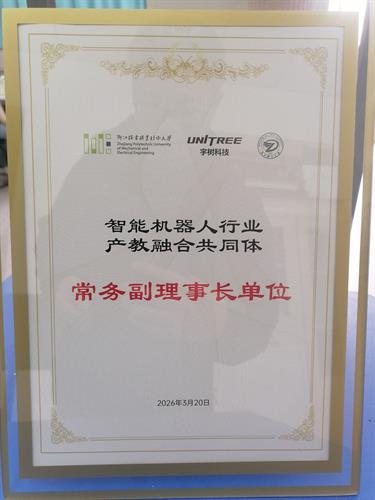 浙江机电职业技术大学
Zhejiang Polytechnic University
of Mechanical and
Electrical Engineering
UNITREE
宇树科技
智能机器人行业
产教融合共同体
常务副理事长单位
2026年3月20日